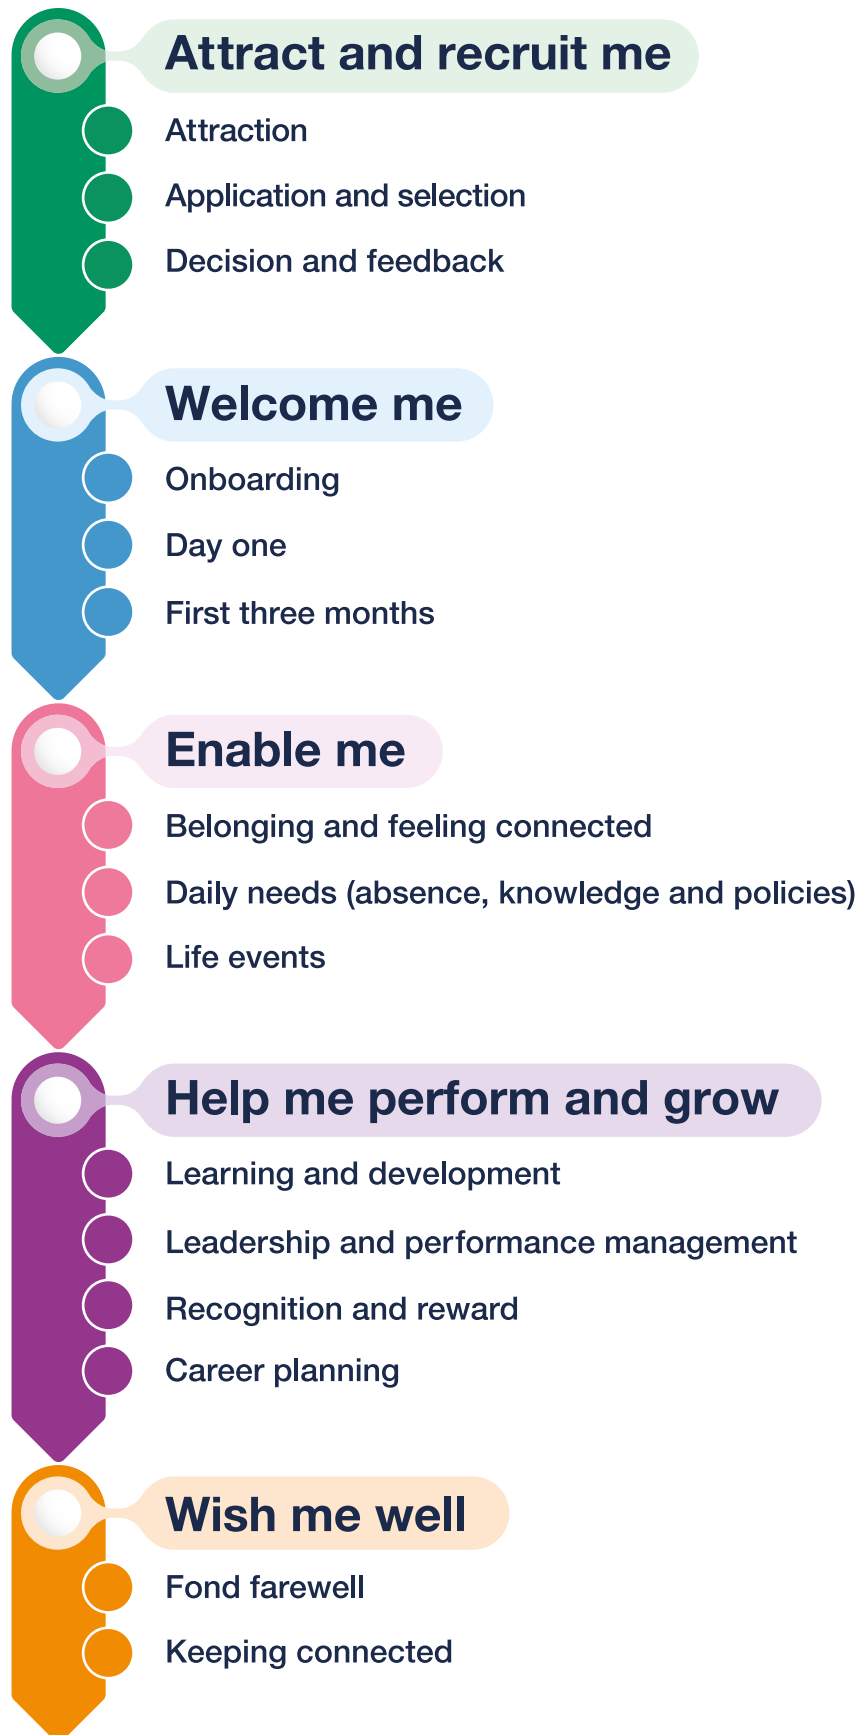 Attract and recruit me
Attraction
Application and selection
Decision and feedback
Welcome me
Onboarding
Day one
First three months
Enable me
Belonging and feeling connected
Daily needs (absence, knowledge and policies)
Life events
Help me perform and grow
Learning and development
Leadership and performance management
Recognition and reward
Career planning
Wish me well
Fond farewell
Keeping connected